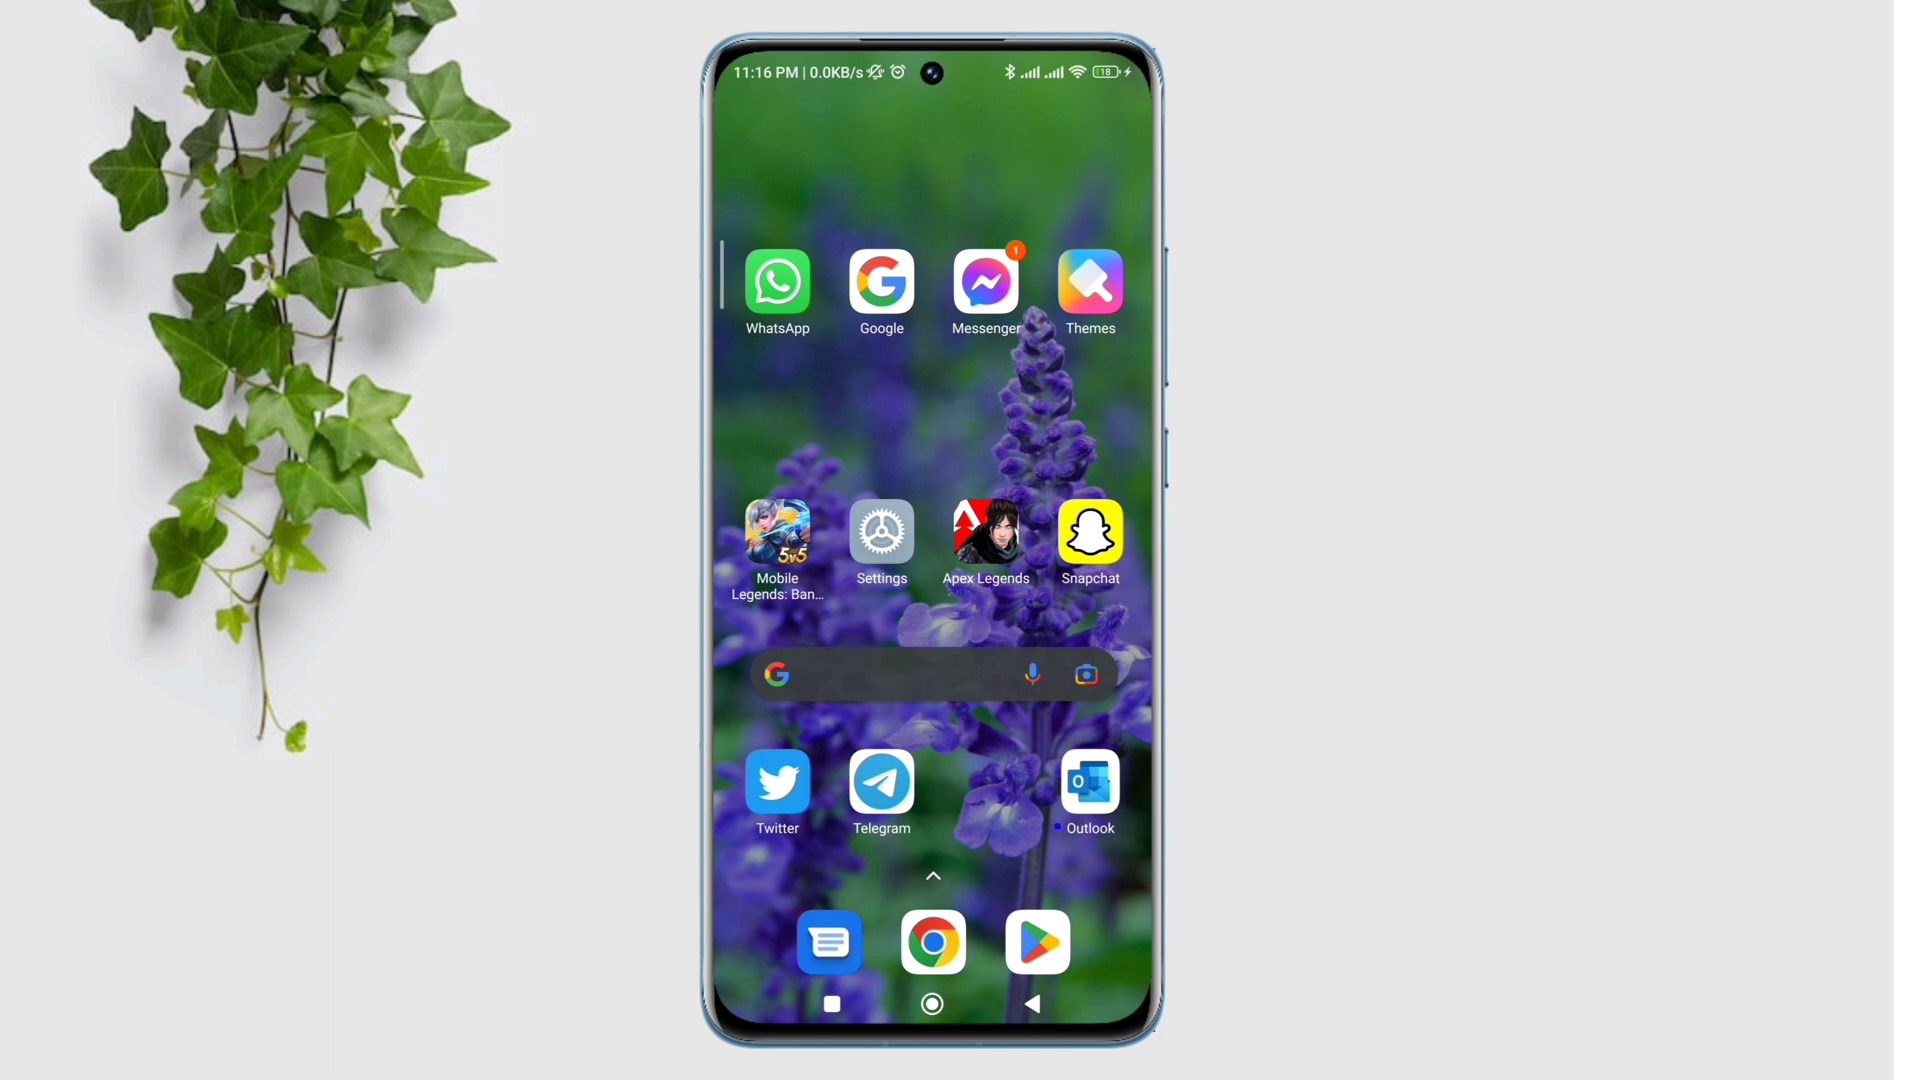 11:16 PM | 0.0KB/s
18
1
WhatsApp
Google
Messenger
Themes
5v5
Mobile
Legends: Ban...
Settings
Apex Legends
Snapchat
Twitter
Telegram
Outlook